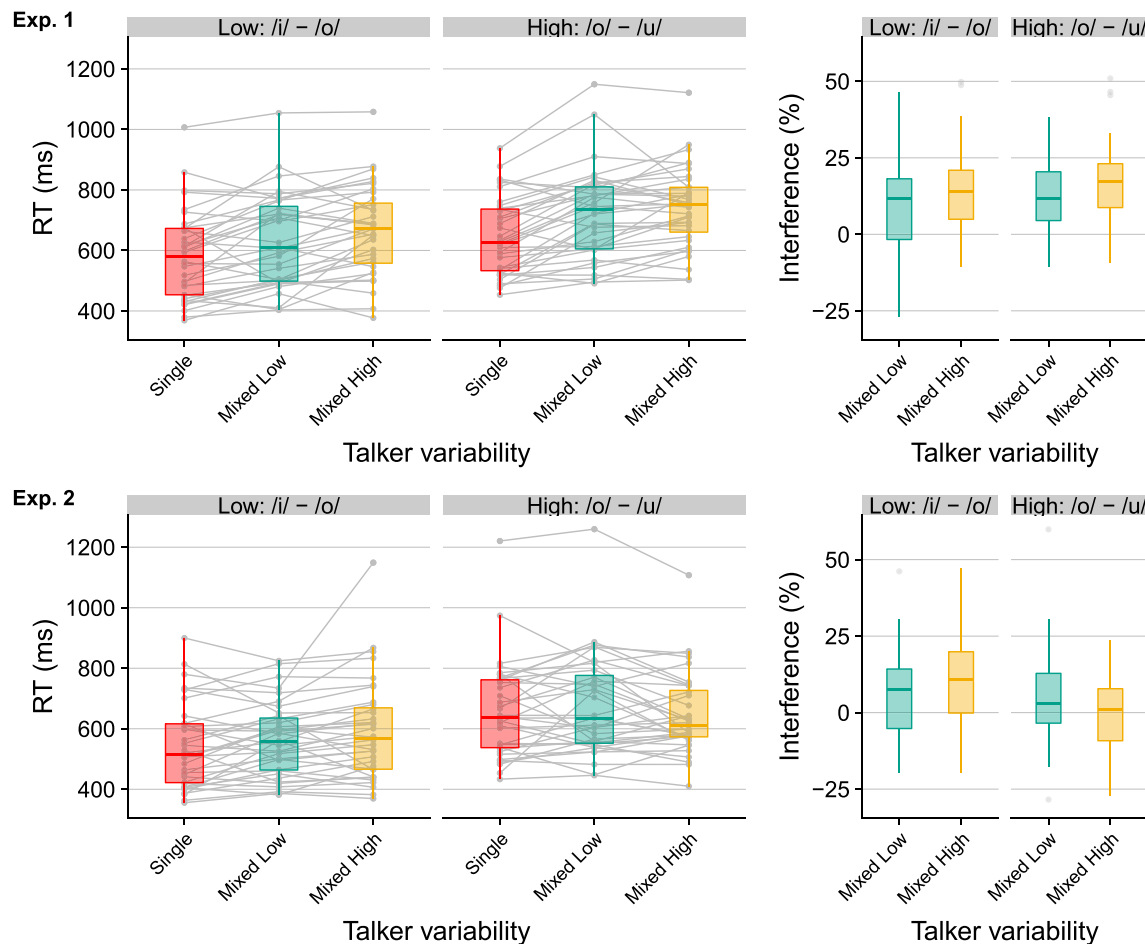 Exp. 1
Low: /i/ − /o/
High: /o/ − /u/
RT (ms)
1200
1000
800
600
400
Single
Mixed Low
Mixed High
Single
Mixed Low
Mixed High
Talker variability
Low: /i/ − /o/
High: /o/ − /u/
Interference (%)
50
25
0
−25
Mixed Low
Mixed High
Mixed Low
Mixed High
Talker variability
Exp. 2
Low: /i/ − /o/
High: /o/ − /u/
RT (ms)
1200
1000
800
600
400
Single
Mixed Low
Mixed High
Single
Mixed Low
Mixed High
Talker variability
Low: /i/ − /o/
High: /o/ − /u/
Interference (%)
50
25
0
−25
Mixed Low
Mixed High
Mixed Low
Mixed High
Talker variability